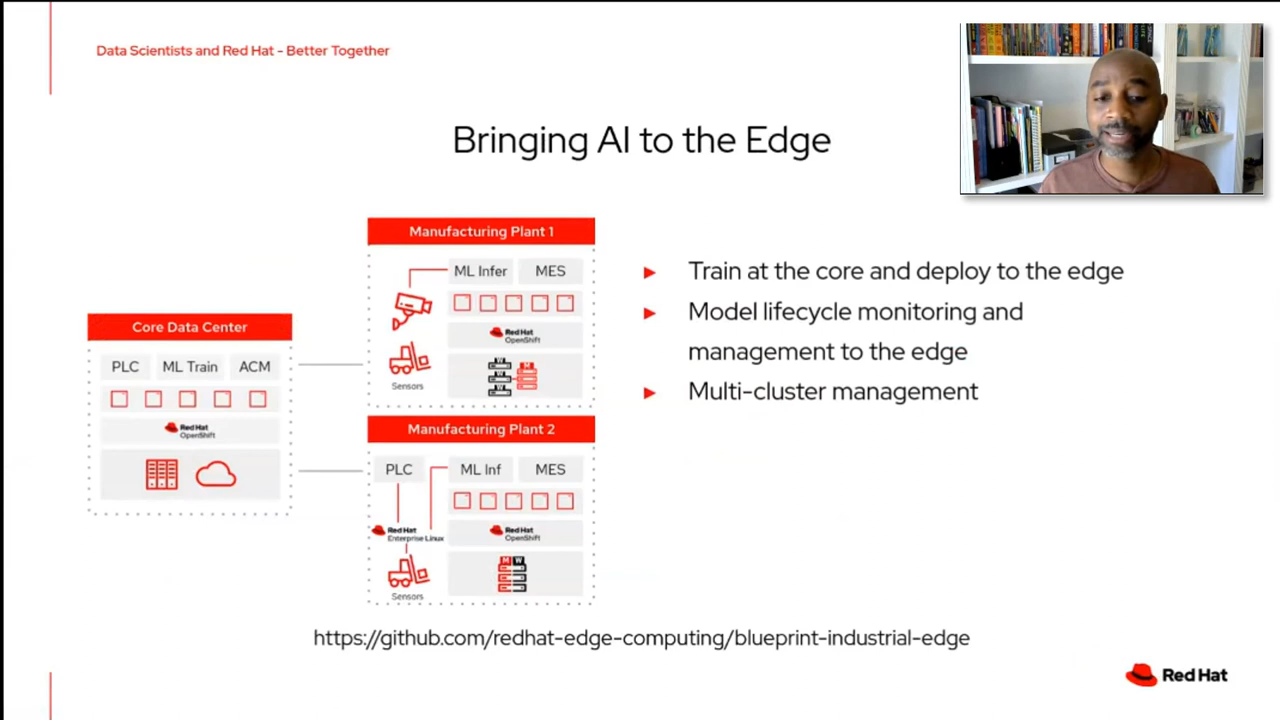 Data Scientists and Red Hat - Better Together
Bringing AI to the Edge
Core Data Center
PLC
ML Train
ACM
Red Hat
OpenShift
Manufacturing Plant 1
ML Infer
MES
Red Hat
OpenShift
W
M
W
W
Sensors
Manufacturing Plant 2
PLC
ML Inf
MES
Red Hat
Enterprise Linux
Red Hat
OpenShift
M W
Sensors
Train at the core and deploy to the edge
Model lifecycle monitoring and
management to the edge
Multi-cluster management
https://github.com/redhat-edge-computing/blueprint-industrial-edge
Red Hat